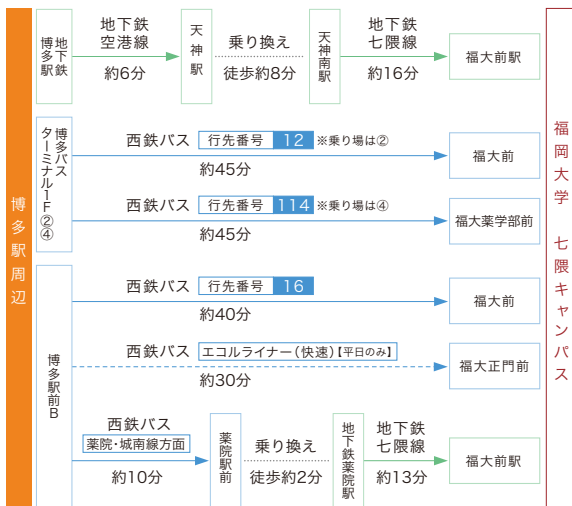 博多駅周辺
地下鉄
博多駅
地下鉄
空港線
約6分
天神駅
乗り換え
徒歩約8分
天神南駅
地下鉄
七隈線
約16分
福大前駅
博多バス
ターミナル1F
②④
西鉄バス 行先番号 12 ※乗り場は②
約45分
福大前
西鉄バス 行先番号 114 ※乗り場は④
約45分
福大薬学部前
博多駅前B
西鉄バス 行先番号 16
約40分
福大前
西鉄バス エコルライナー(快速)【平日のみ】
約30分
福大正門前
西鉄バス
薬院・城南線方面
約10分
薬院駅前
乗り換え
徒歩約2分
地下鉄薬院駅
地下鉄
七隈線
約13分
福大前駅
福岡大学 七隈キャンパス